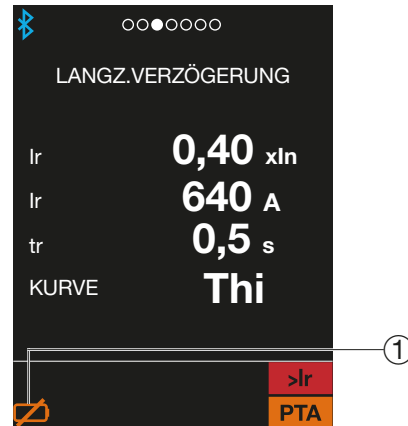 LANGZ.VERZÖGERUNG
Ir 0,40 xIn
Ir 640 A
tr 0,5 s
KURVE Thi
1
>Ir
PTA